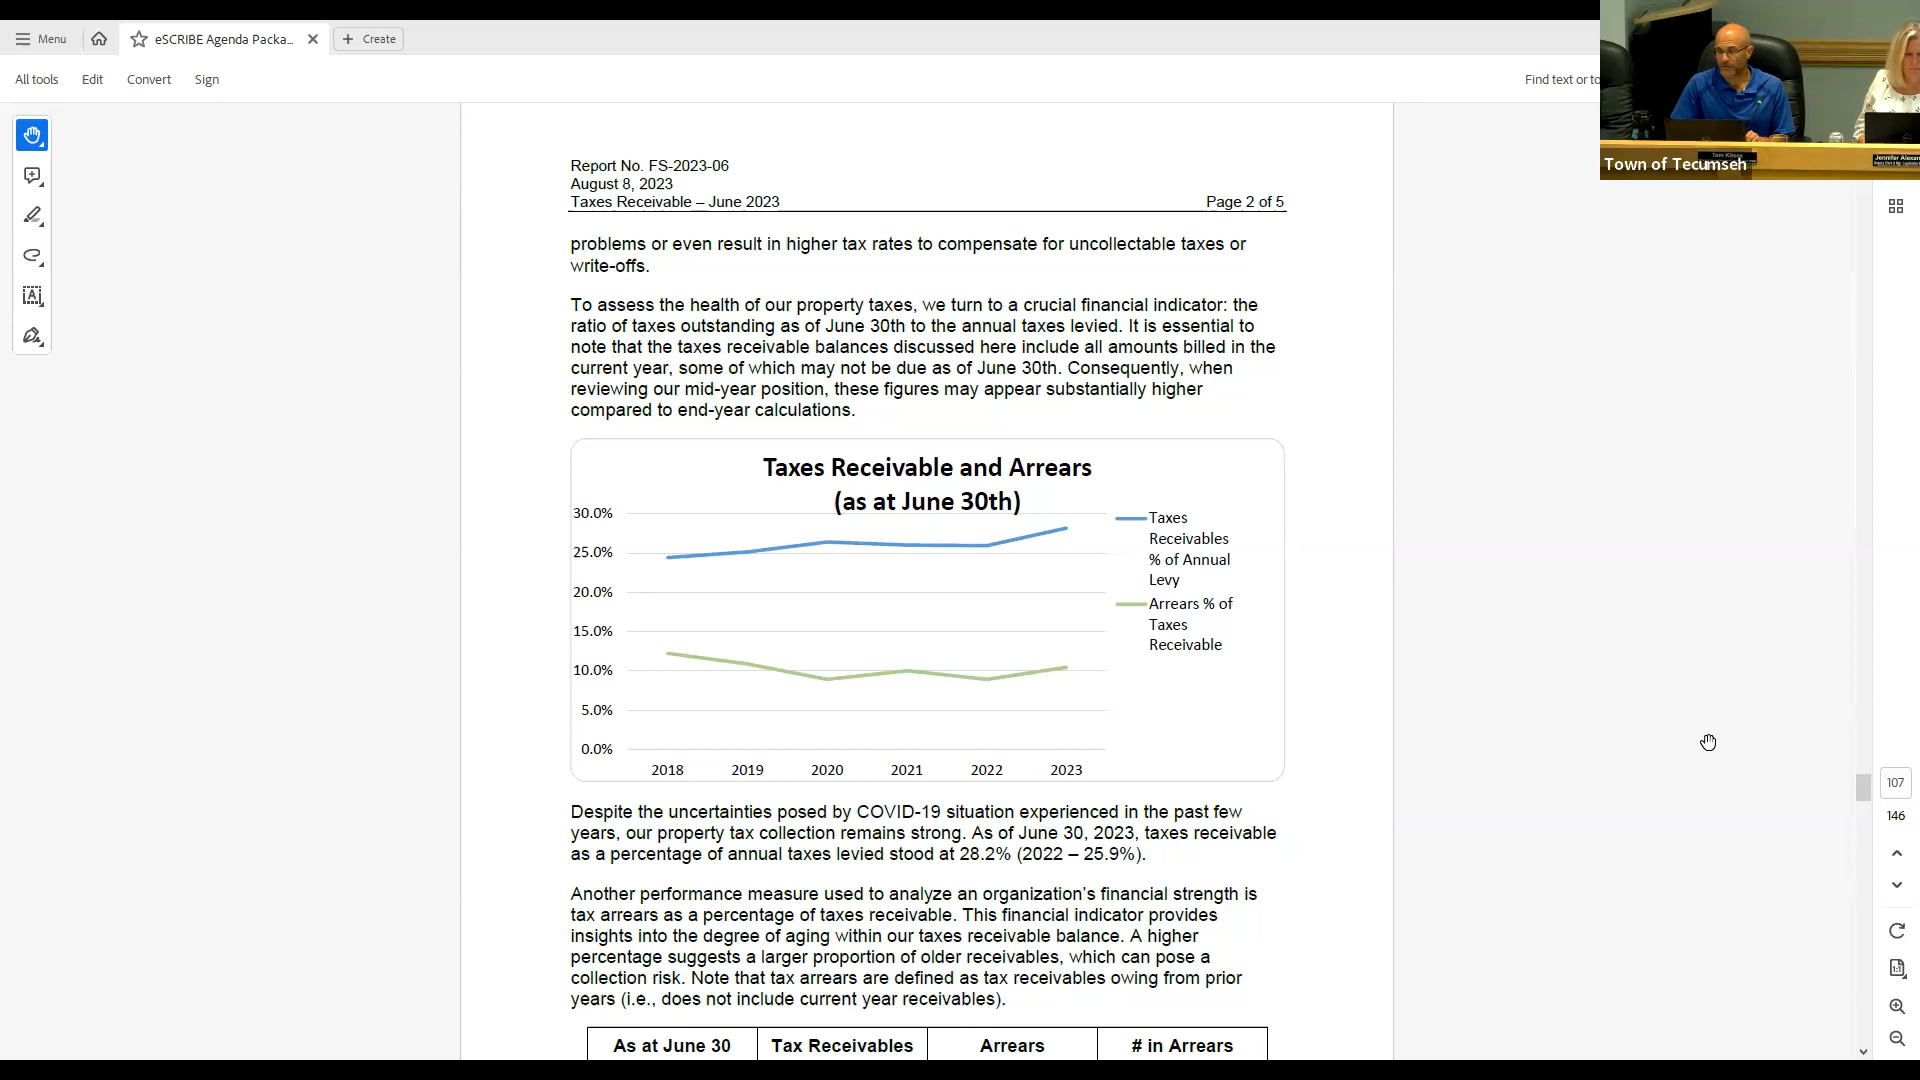 Menu
eSCRIBE Agenda Packa...
Create
All tools
Edit
Convert
Sign
Find text or to
Town of Tecumseh
Report No. FS-2023-06
August 8, 2023
Taxes Receivable – June 2023
Page 2 of 5
problems or even result in higher tax rates to compensate for uncollectable taxes or
write-offs.
To assess the health of our property taxes, we turn to a crucial financial indicator: the
ratio of taxes outstanding as of June 30th to the annual taxes levied. It is essential to
note that the taxes receivable balances discussed here include all amounts billed in the
current year, some of which may not be due as of June 30th. Consequently, when
reviewing our mid-year position, these figures may appear substantially higher
compared to end-year calculations.
Taxes Receivable and Arrears
(as at June 30th)
30.0%
25.0%
20.0%
15.0%
10.0%
5.0%
0.0%
2018
2019
2020
2021
2022
2023
Taxes
Receivables
% of Annual
Levy
Arrears % of
Taxes
Receivable
Despite the uncertainties posed by COVID-19 situation experienced in the past few
years, our property tax collection remains strong. As of June 30, 2023, taxes receivable
as a percentage of annual taxes levied stood at 28.2% (2022 – 25.9%).
Another performance measure used to analyze an organization's financial strength is
tax arrears as a percentage of taxes receivable. This financial indicator provides
insights into the degree of aging within our taxes receivable balance. A higher
percentage suggests a larger proportion of older receivables, which can pose a
collection risk. Note that tax arrears are defined as tax receivables owing from prior
years (i.e., does not include current year receivables).
As at June 30
Tax Receivables
Arrears
# in Arrears
107
146